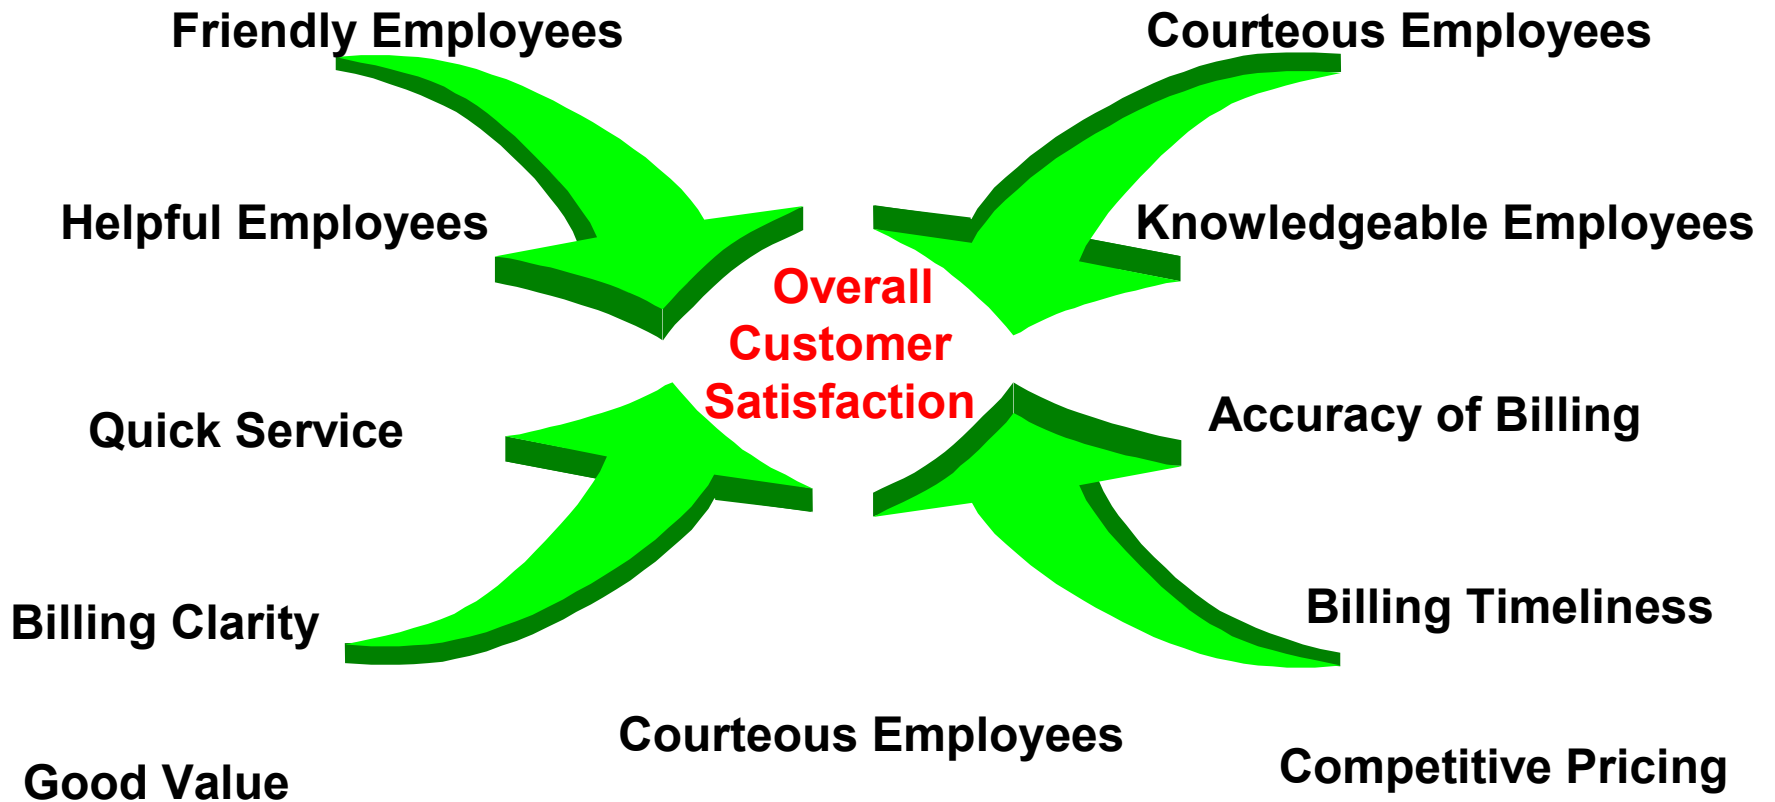 Friendly Employees
Courteous Employees
Helpful Employees
Knowledgeable Employees
Overall
Customer
Satisfaction
Quick Service
Accuracy of Billing
Billing Clarity
Billing Timeliness
Courteous Employees
Good Value
Competitive Pricing